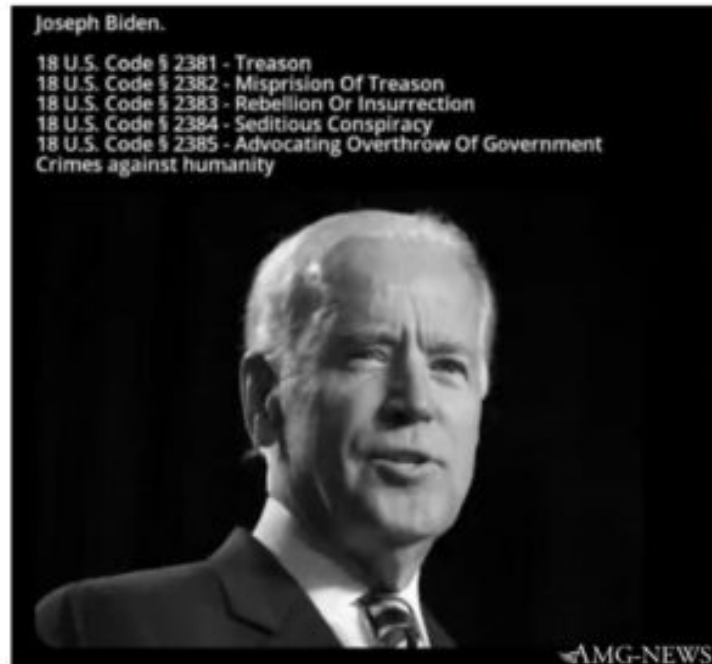 Joseph Biden.
18 U.S. Code § 2381 - Treason
18 U.S. Code § 2382 - Misprision Of Treason
18 U.S. Code § 2383 - Rebellion Or Insurrection
18 U.S. Code § 2384 - Seditious Conspiracy
18 U.S. Code § 2385 - Advocating Overthrow Of Government
Crimes against humanity
AMG-NEWS